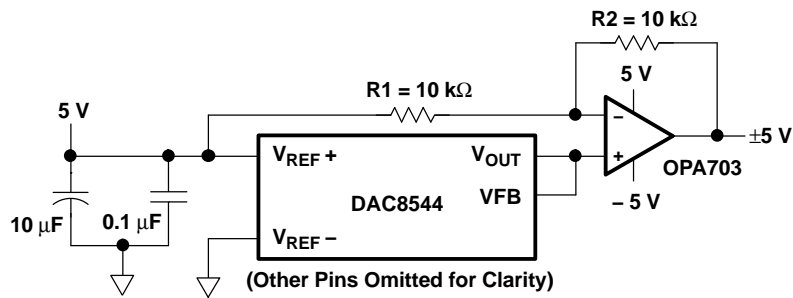 R2 = 10 kΩ
5 V
R1 = 10 kΩ
5 V
–
±5 V
VREF +
VOUT
+
OPA703
DAC8544
VFB
– 5 V
10 µF
0.1 µF
VREF –
(Other Pins Omitted for Clarity)